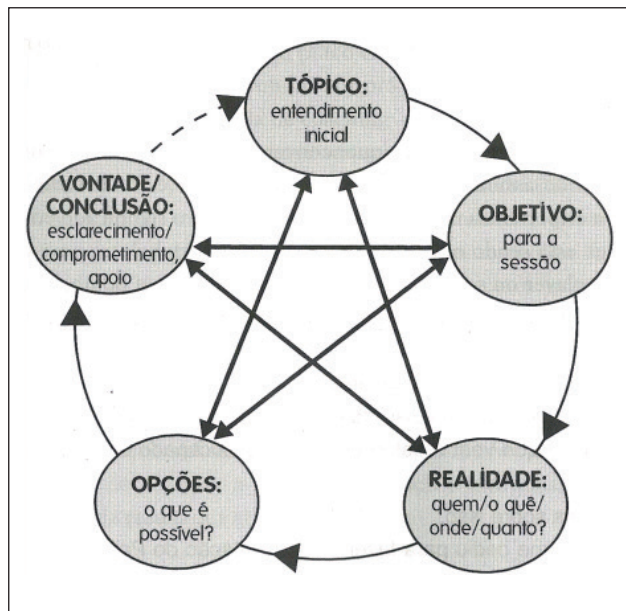 TÓPICO:
entendimento
inicial
OBJETIVO:
para a
sessão
REALIDADE:
quem/o quê/
onde/quanto?
OPÇÕES:
o que é
possível?
VONTADE/
CONCLUSÃO:
esclarecimento/
comprometimento,
apoio